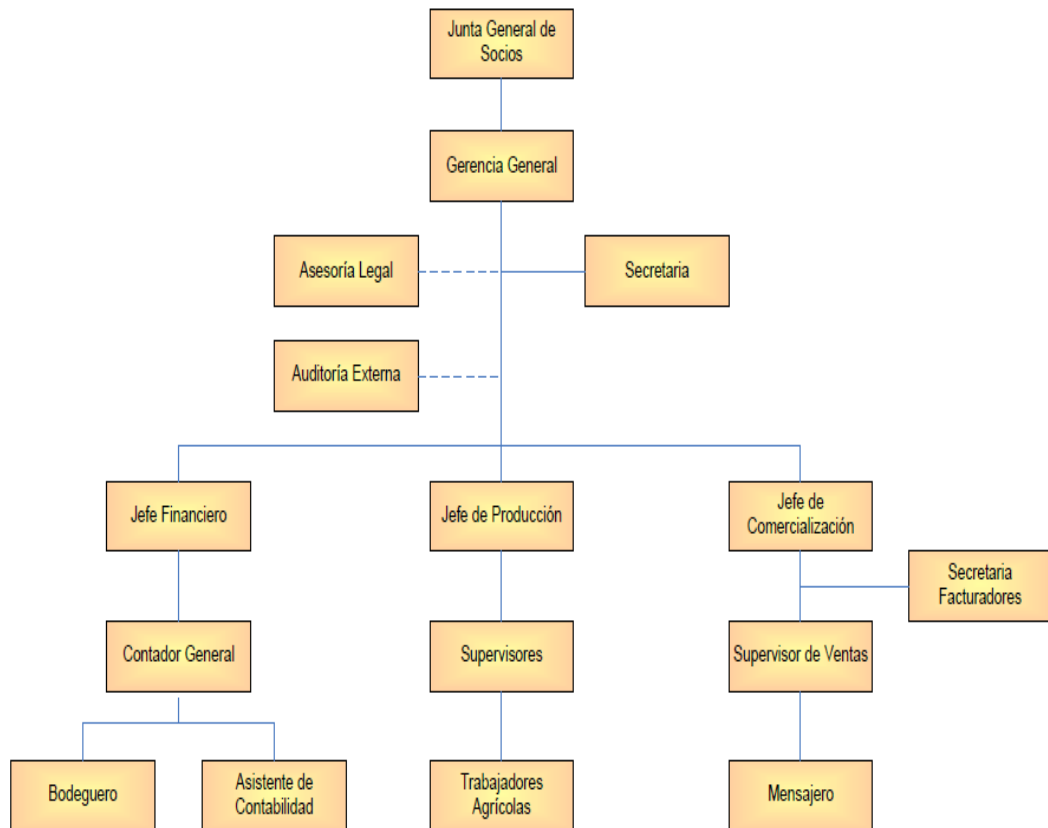 Junta General de
Socios
Gerencia General
Asesoría Legal
Secretaria
Auditoría Externa
Jefe Financiero
Jefe de Producción
Jefe de
Comercialización
Secretaria
Facturadores
Contador General
Supervisores
Supervisor de Ventas
Bodeguero
Asistente de
Contabilidad
Trabajadores
Agrícolas
Mensajero